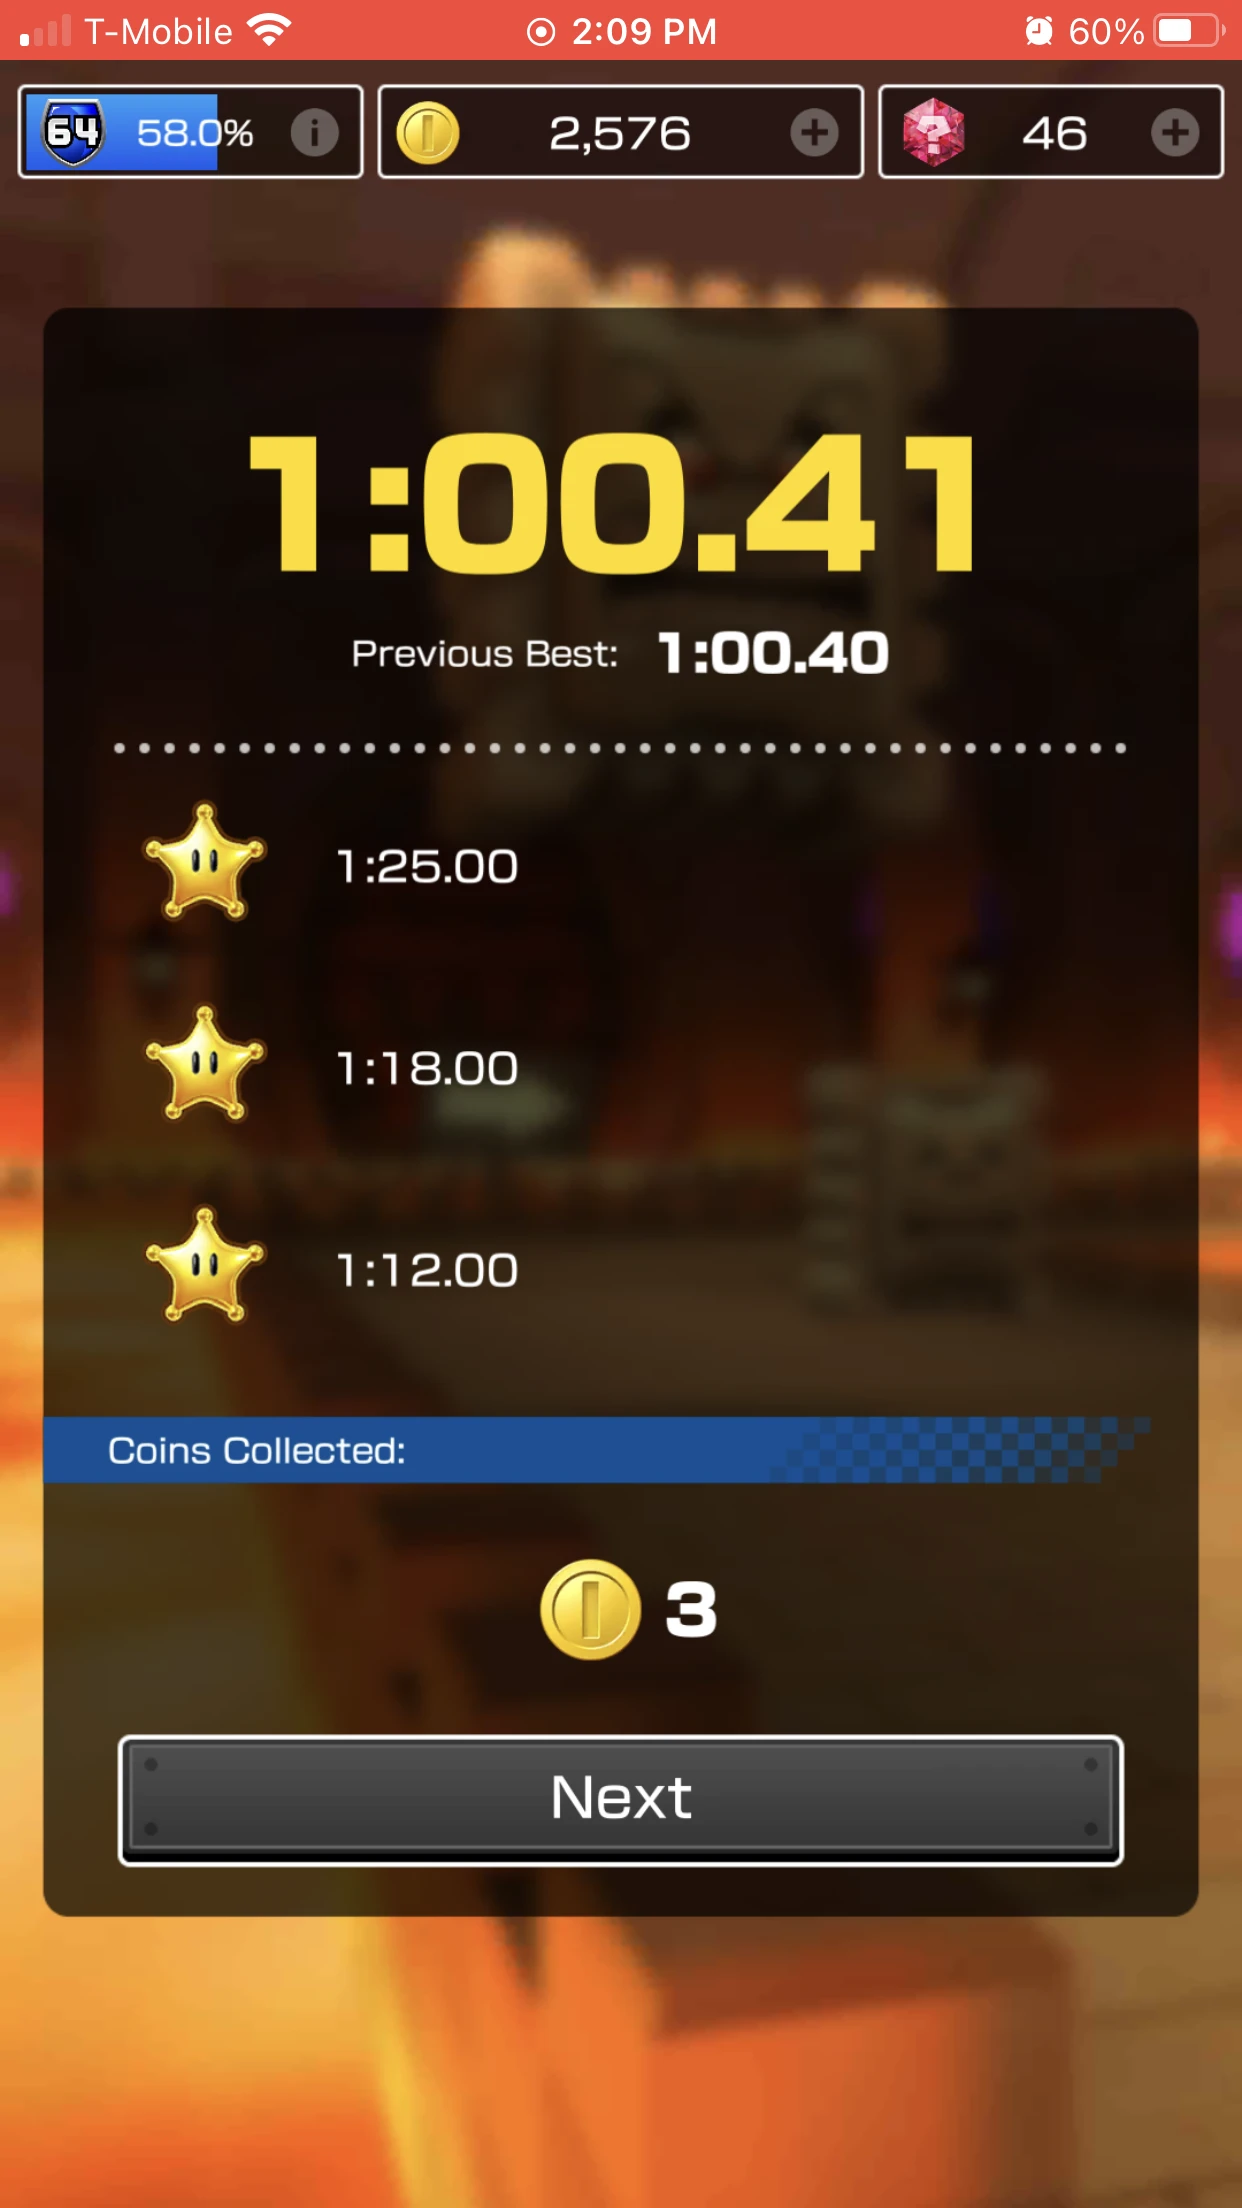 T-Mobile 2:09 PM 60%
64 58.0% i 2,576 + ? 46 +
1:00.41
Previous Best: 1:00.40
1:25.00
1:18.00
1:12.00
Coins Collected:
3
Next